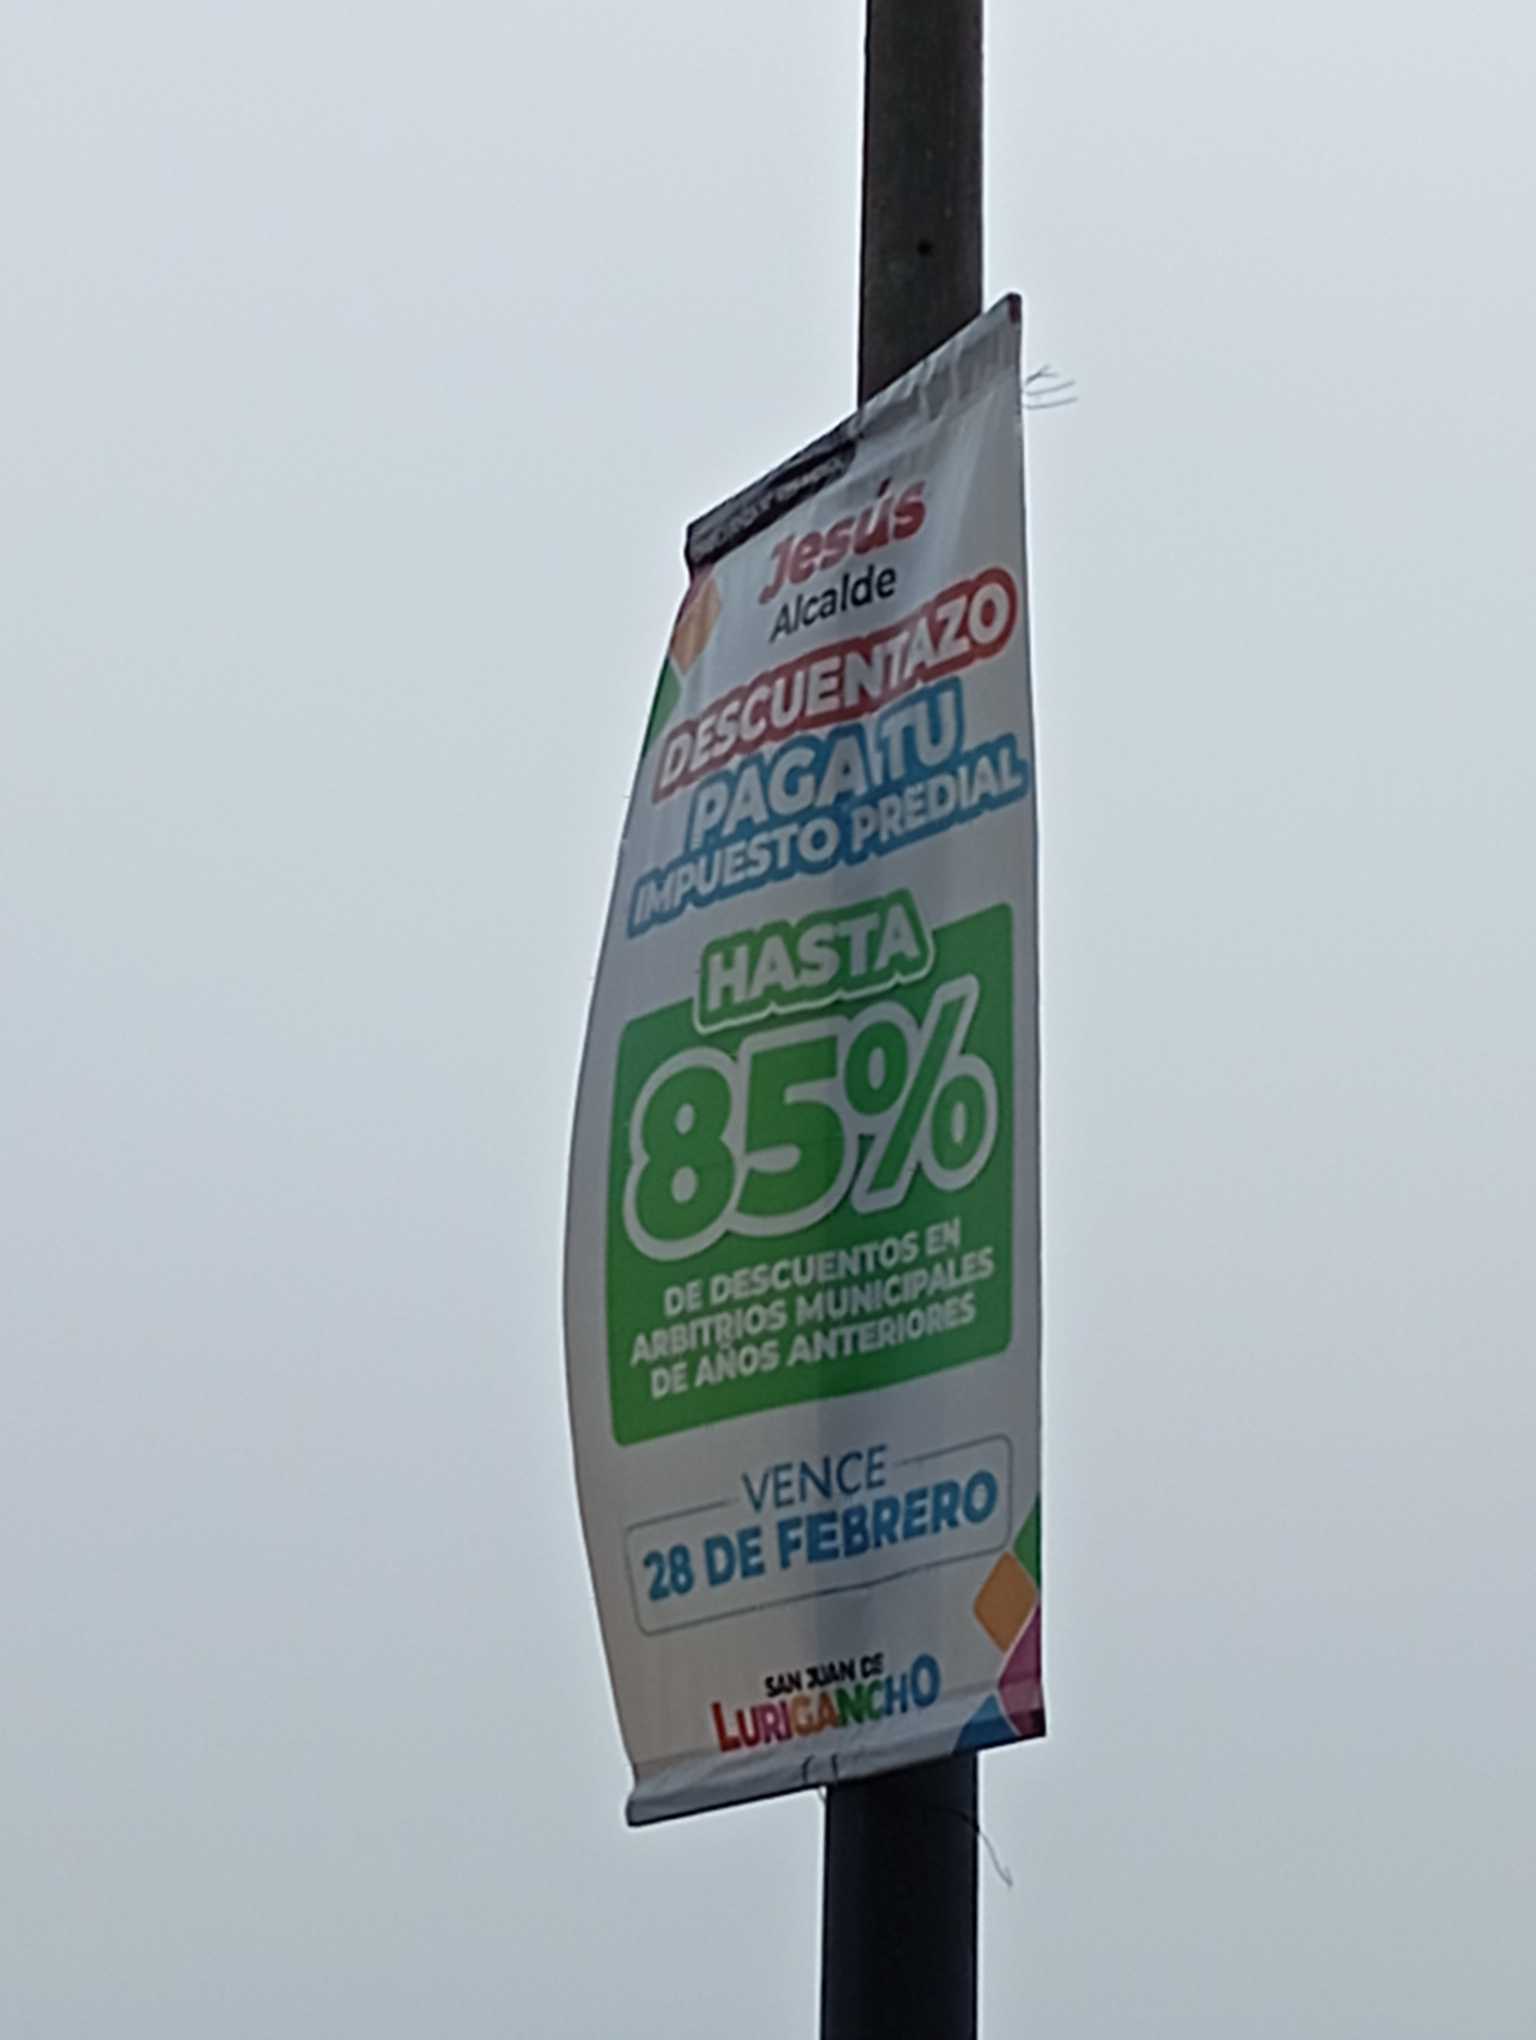 Jesús
Alcalde
DESCUENTAZO
PAGA TU
IMPUESTO PREDIAL
HASTA
85%
DE DESCUENTOS EN
ARBITRIOS MUNICIPALES
DE AÑOS ANTERIORES
VENCE
28 DE FEBRERO
SAN JUAN DE
LURIGANCHO